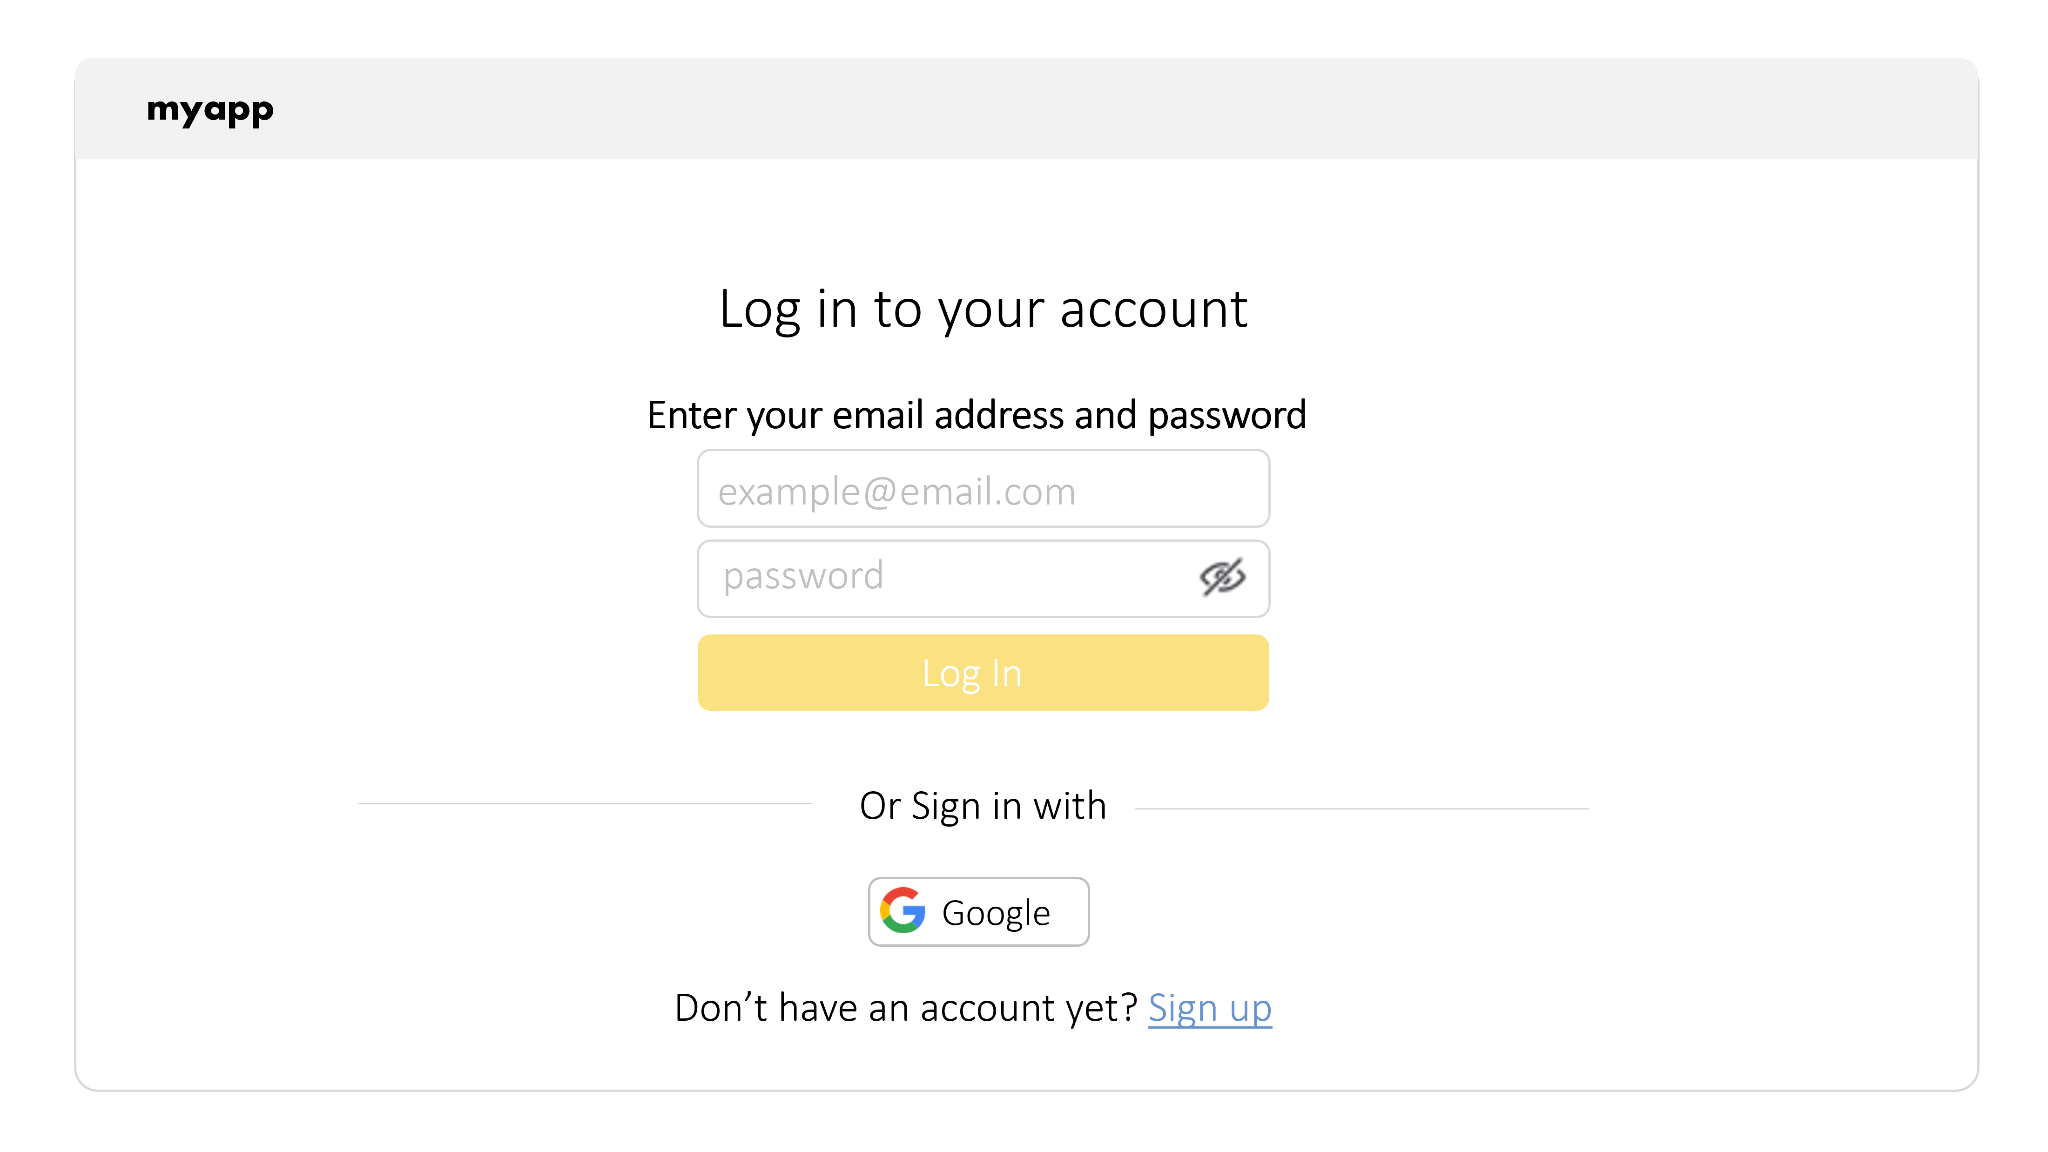 myapp
Log in to your account
Enter your email address and password
example@email.com
password
Log In
Or Sign in with
Google
Don’t have an account yet? Sign up